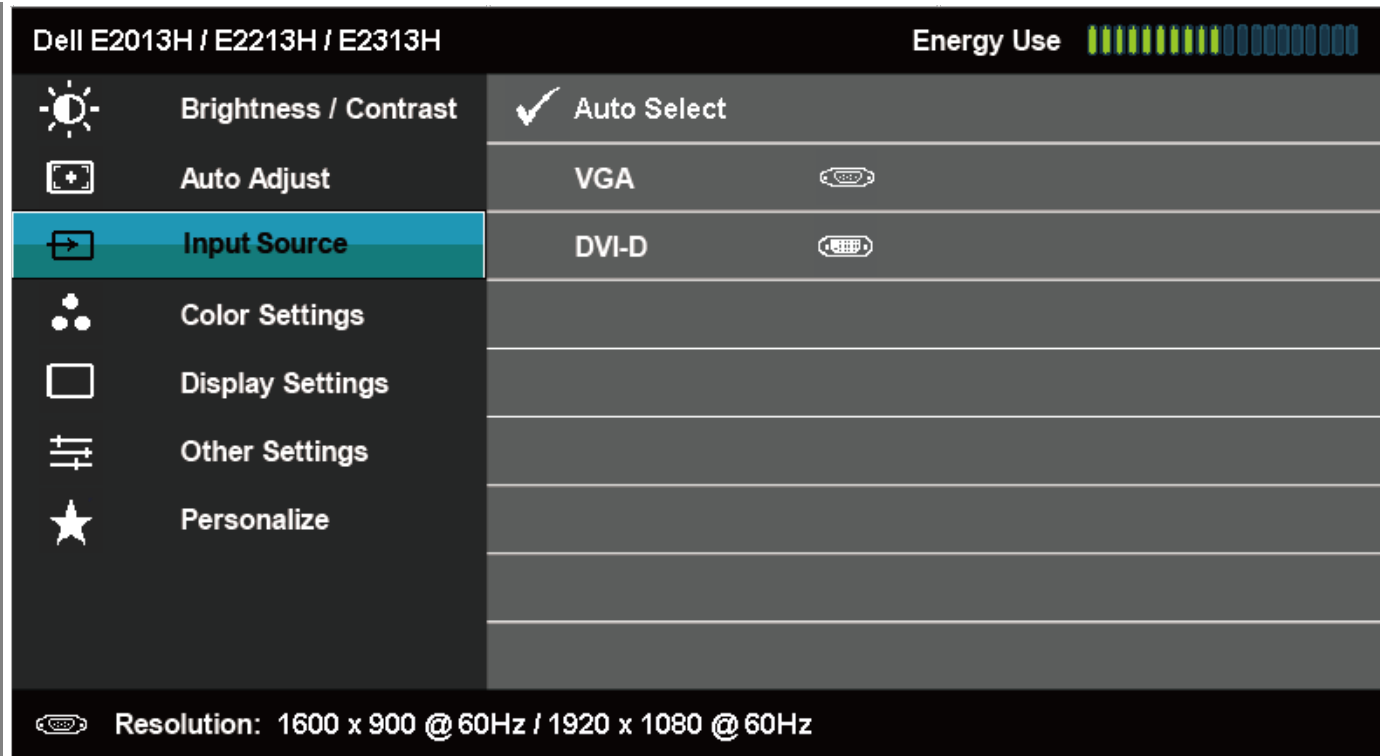 Dell E2013H / E2213H / E2313H
Energy Use
Brightness / Contrast
Auto Select
Auto Adjust
VGA
Input Source
DVI-D
Color Settings
Display Settings
Other Settings
Personalize
Resolution: 1600 x 900 @ 60Hz / 1920 x 1080 @ 60Hz